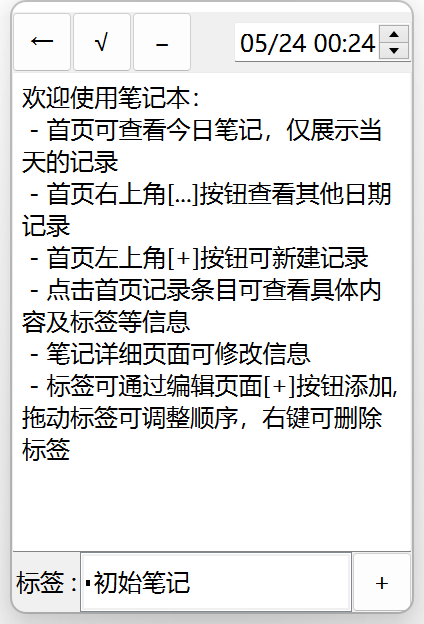 ← √ − 05/24 00:24
欢迎使用笔记本：
- 首页可查看今日笔记，仅展示当
天的记录
- 首页右上角[...]按钮查看其他日期
记录
- 首页左上角[+]按钮可新建记录
- 点击首页记录条目可查看具体内
容及标签等信息
- 笔记详细页面可修改信息
- 标签可通过编辑页面[+]按钮添加,
拖动标签可调整顺序，右键可删除
标签
标签 : ·初始笔记 +